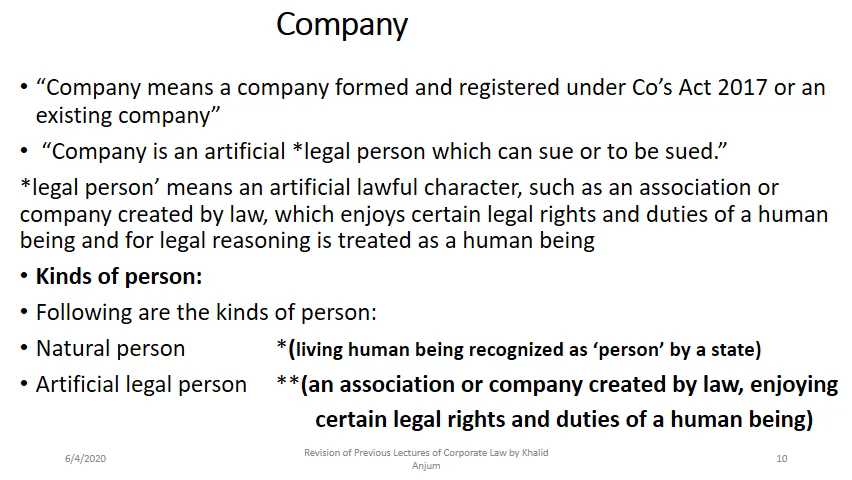 Company
• “Company means a company formed and registered under Co’s Act 2017 or an
existing company”
• “Company is an artificial *legal person which can sue or to be sued.”
*legal person’ means an artificial lawful character, such as an association or
company created by law, which enjoys certain legal rights and duties of a human
being and for legal reasoning is treated as a human being
• Kinds of person:
• Following are the kinds of person:
• Natural person *(living human being recognized as ‘person’ by a state)
• Artificial legal person **(an association or company created by law, enjoying
certain legal rights and duties of a human being)
6/4/2020
Revision of Previous Lectures of Corporate Law by Khalid
Anjum
10